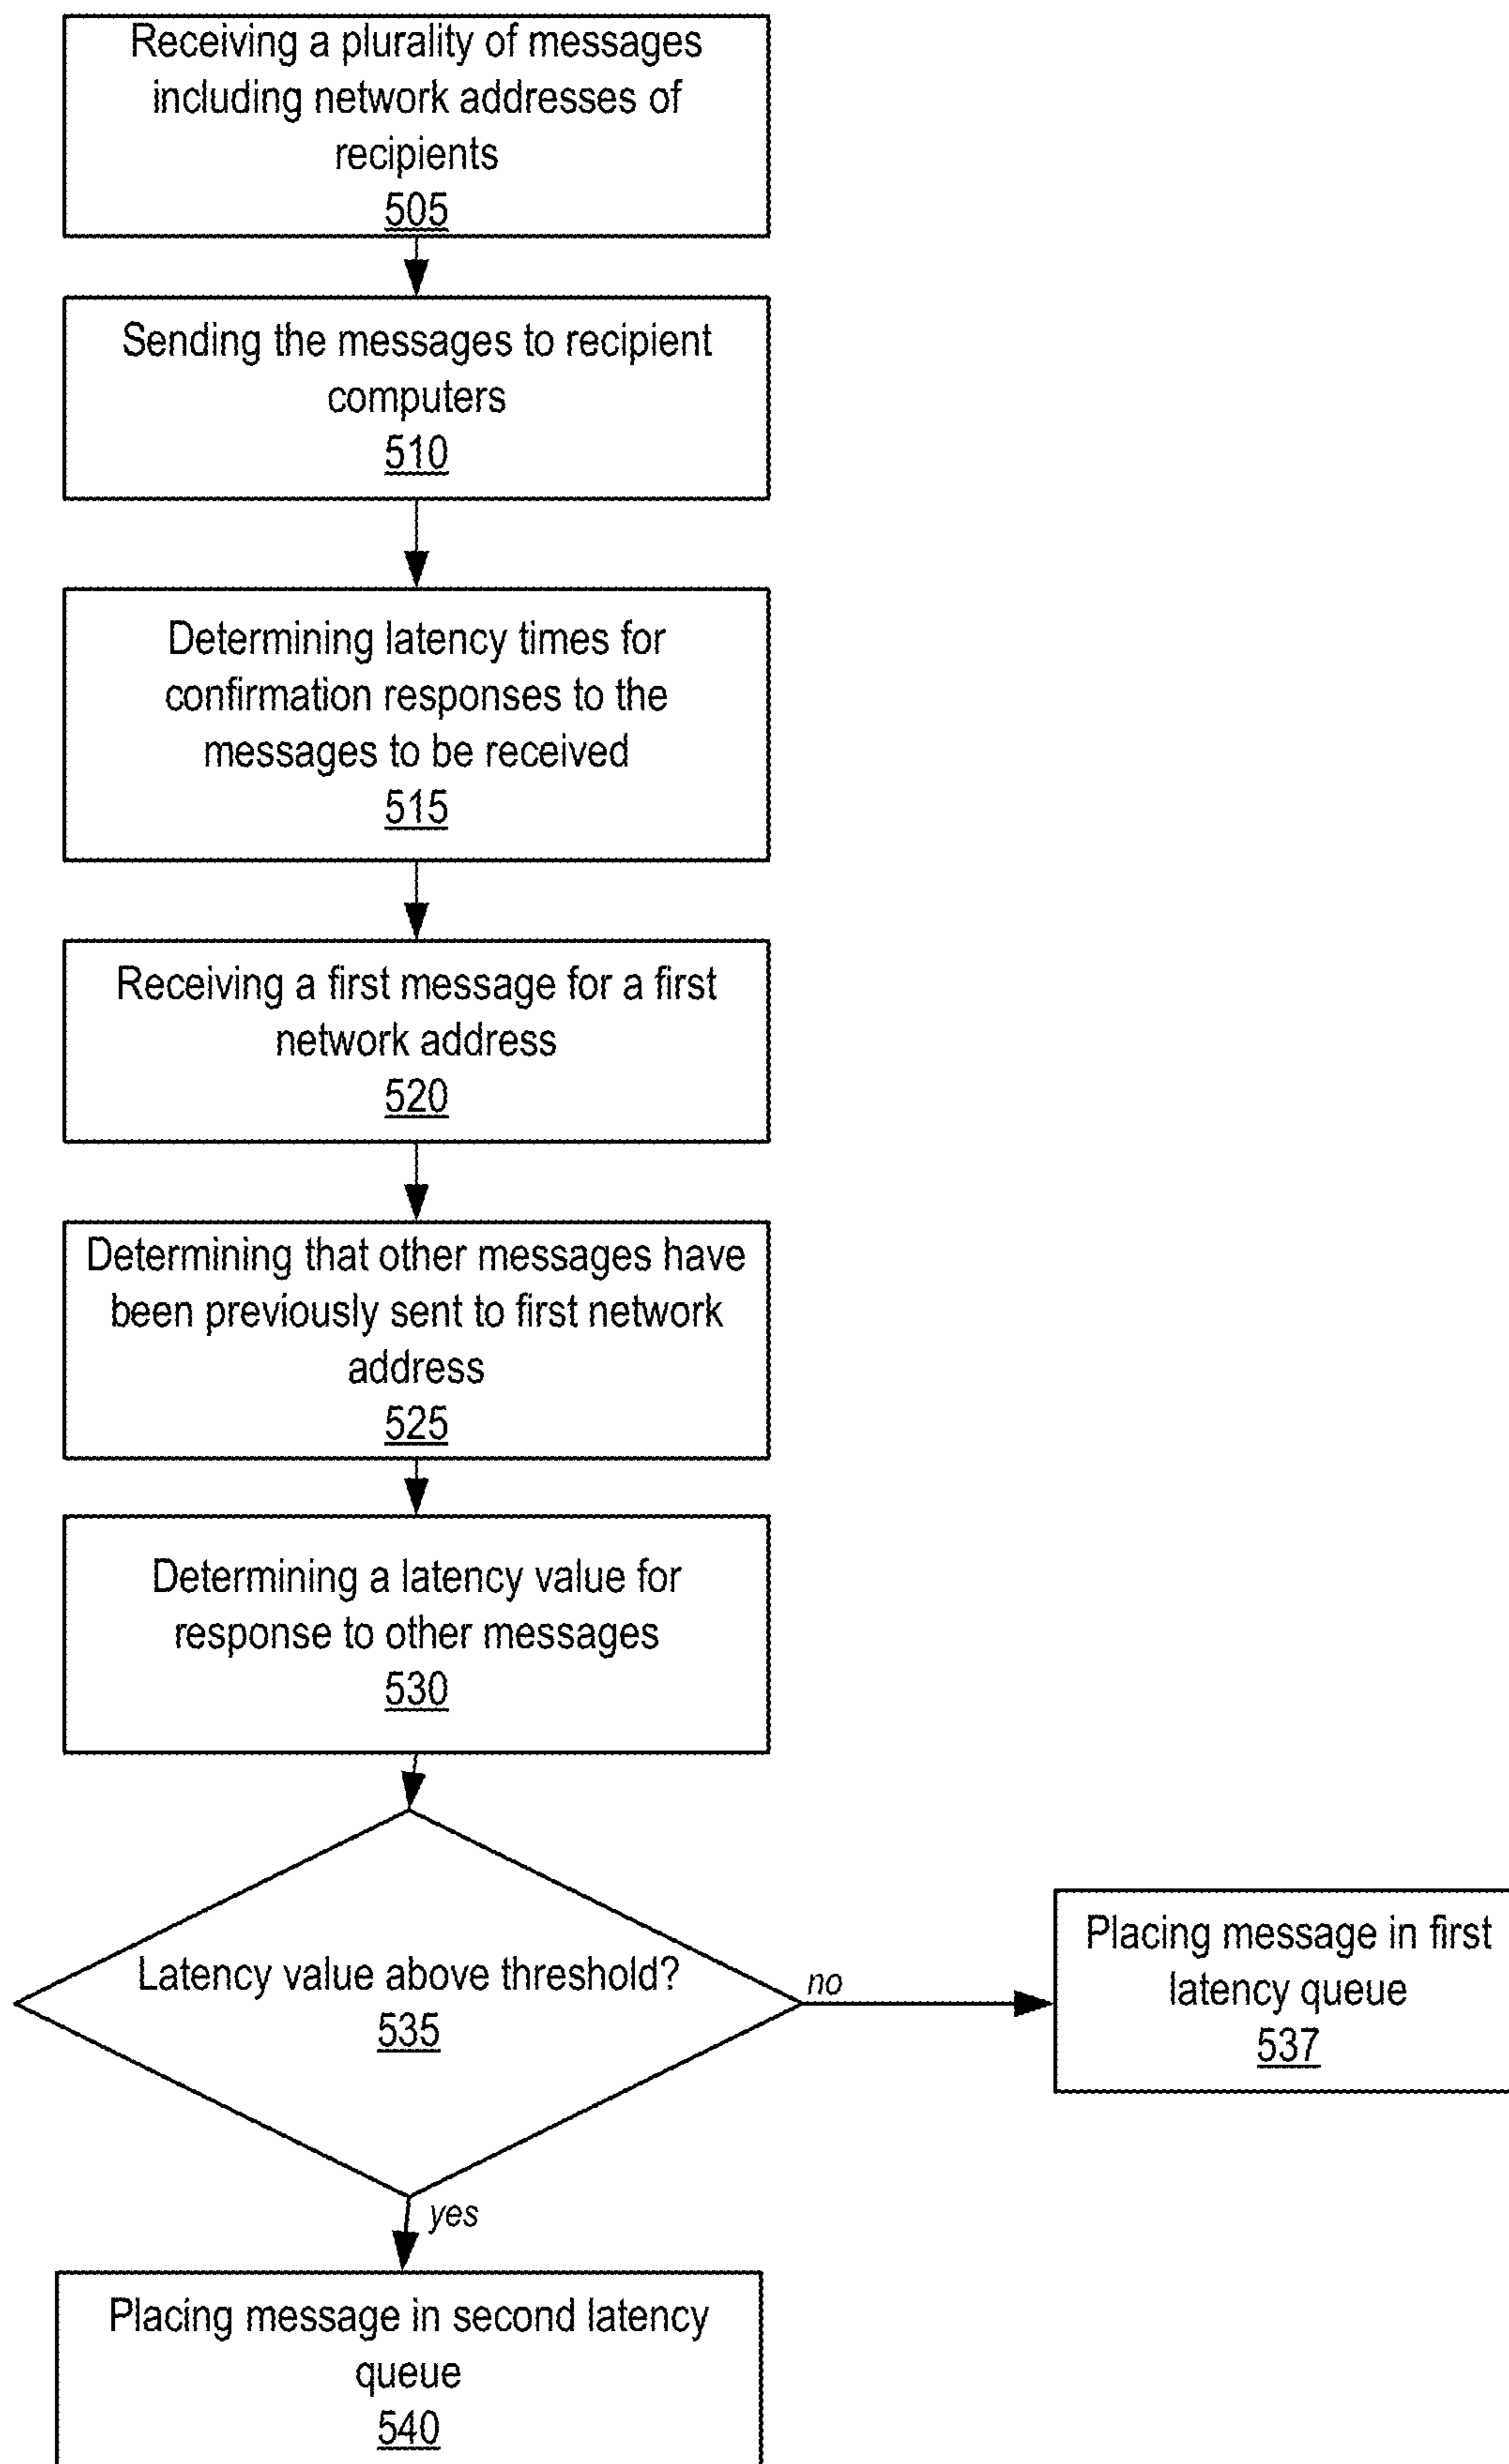 Receiving a plurality of messages
including network addresses of
recipients
505
Sending the messages to recipient
computers
510
Determining latency times for
confirmation responses to the
messages to be received
515
Receiving a first message for a first
network address
520
Determining that other messages have
been previously sent to first network
address
525
Determining a latency value for
response to other messages
530
Latency value above threshold?
535
no
Placing message in first
latency queue
537
yes
Placing message in second latency
queue
540